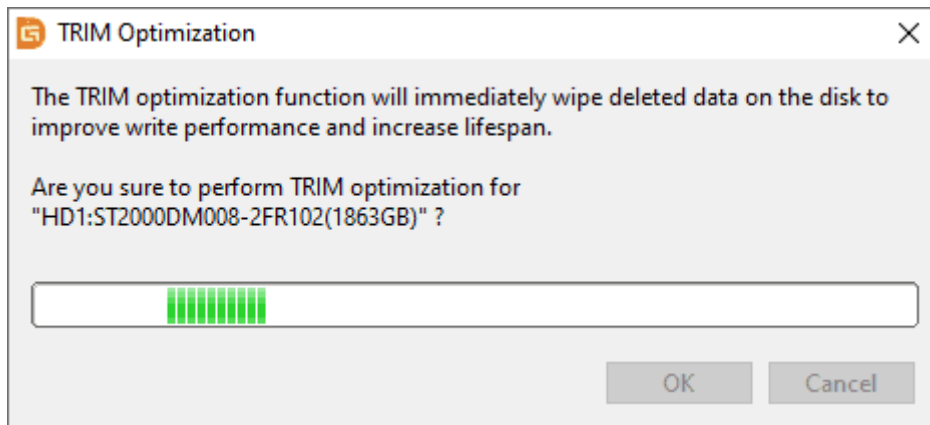 TRIM Optimization
The TRIM optimization function will immediately wipe deleted data on the disk to
improve write performance and increase lifespan.
Are you sure to perform TRIM optimization for
"HD1:ST2000DM008-2FR102(1863GB)" ?
OK Cancel